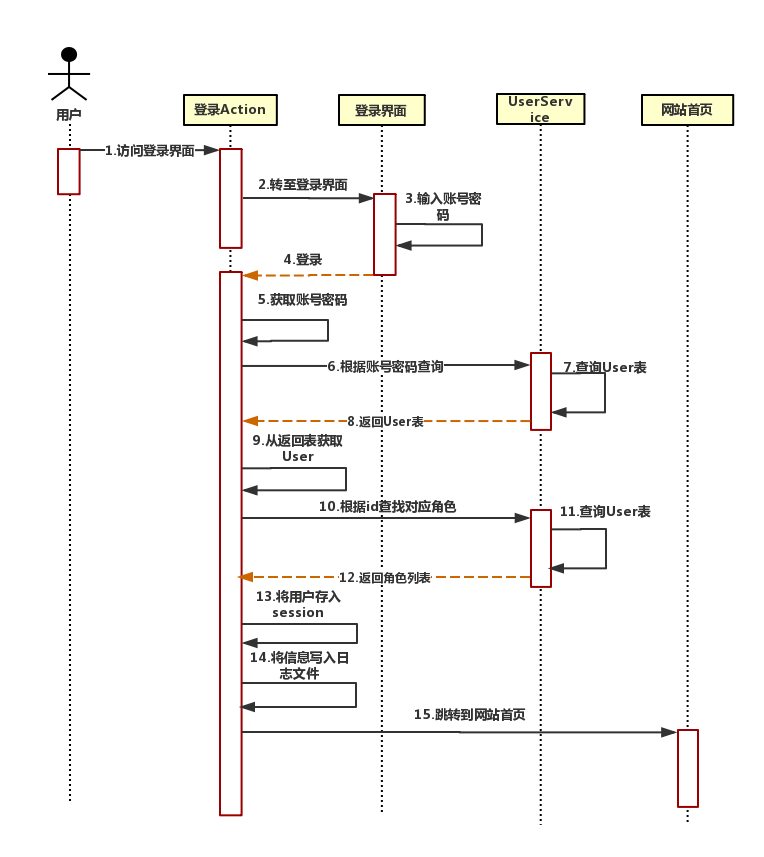 用户
登录Action
登录界面
UserServ
ice
网站首页
1.访问登录界面
2.转至登录界面
3.输入账号密
码
4.登录
5.获取账号密码
6.根据账号密码查询
7.查询User表
8.返回User表
9.从返回表获取
User
10.根据id查找对应角色
11.查询User表
12.返回角色列表
13.将用户存入
session
14.将信息写入日
志文件
15.跳转到网站首页